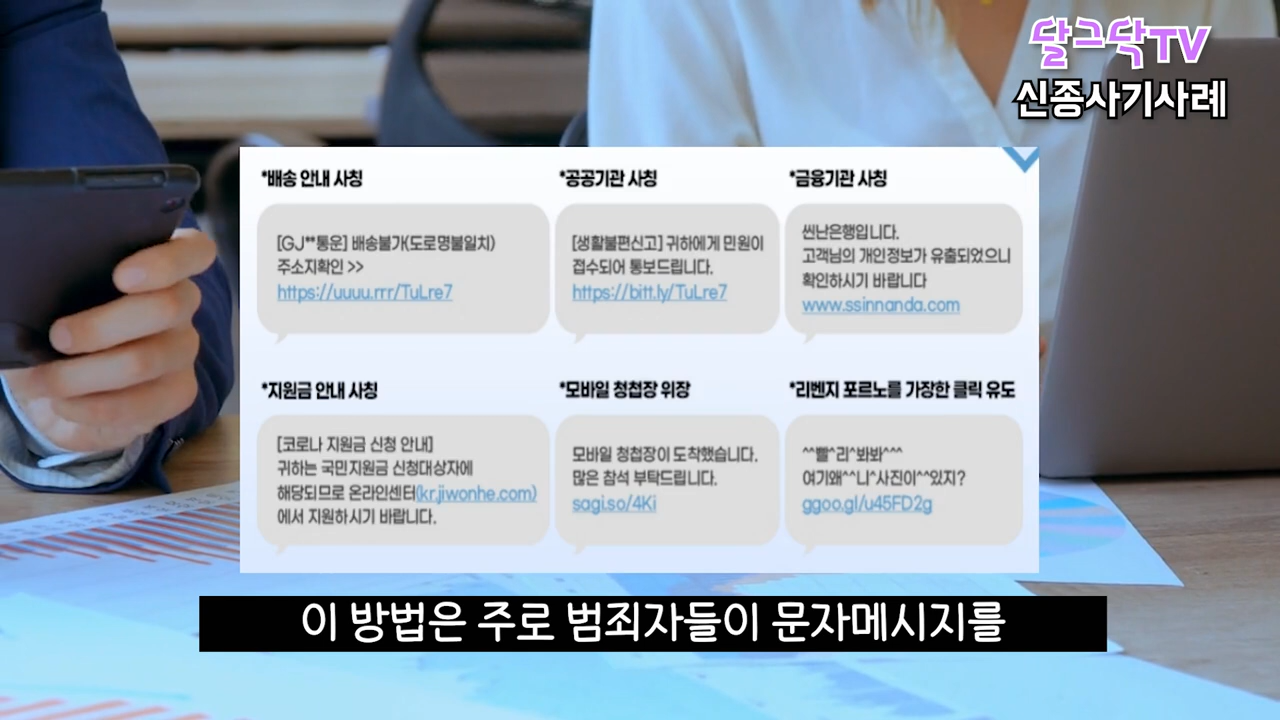 달그닥TV
신종사기사례
*배송 안내 사칭
[GJ**통운] 배송불가(도로명불일치)
주소지확인 >>
https://uuuu.rrr/TuLre7
*공공기관 사칭
[생활불편신고] 귀하에게 민원이
접수되어 통보드립니다.
https://bitt.ly/TuLre7
*금융기관 사칭
씬난은행입니다.
고객님의 개인정보가 유출되었으니
확인하시기 바랍니다
www.ssinnanda.com
*지원금 안내 사칭
[코로나 지원금 신청 안내]
귀하는 국민지원금 신청대상자에
해당되므로 온라인센터(kr.jiwonhe.com)
에서 지원하시기 바랍니다.
*모바일 청첩장 위장
모바일 청첩장이 도착했습니다.
많은 참석 부탁드립니다.
sagi.so/4Ki
*리벤지 포르노를 가장한 클릭 유도
^^빨^리^봐봐^^^
여기왜^^니^사진이^^있지?
ggoo.gl/u45FD2g
이 방법은 주로 범죄자들이 문자메시지를